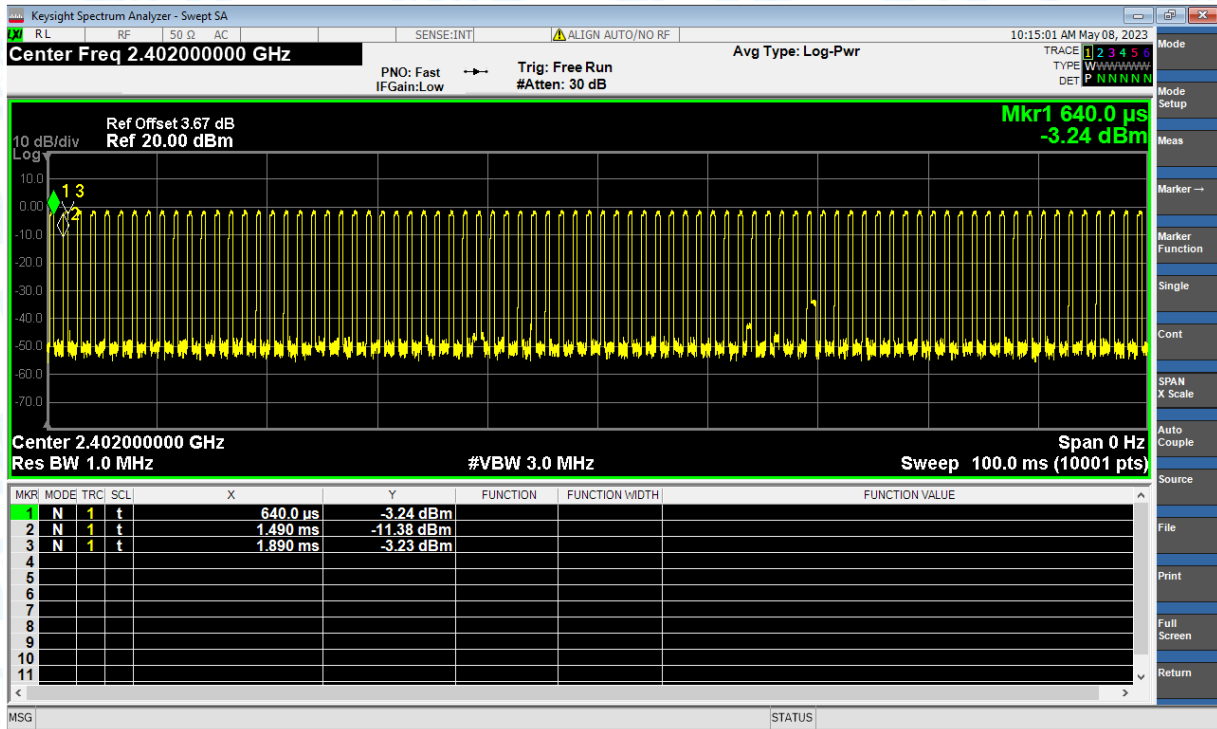 Keysight Spectrum Analyzer - Swept SA
LXI RL RF 50 Ω AC SENSE:INT ALIGN AUTO/NO RF 10:15:01 AM May 08, 2023
Center Freq 2.402000000 GHz
PNO: Fast
IFGain:Low
Trig: Free Run
#Atten: 30 dB
Avg Type: Log-Pwr
TRACE 1 2 3 4 5 6
TYPE WWWWWW
DET P N N N N N
Mkr1 640.0 µs
-3.24 dBm
Ref Offset 3.67 dB
10 dB/div Ref 20.00 dBm
Log
10.0
0.00
-10.0
-20.0
-30.0
-40.0
-50.0
-60.0
-70.0
1 3
2
Center 2.402000000 GHz Span 0 Hz
Res BW 1.0 MHz #VBW 3.0 MHz Sweep 100.0 ms (10001 pts)
MKR MODE TRC SCL X Y FUNCTION FUNCTION WIDTH FUNCTION VALUE
1 N 1 t 640.0 µs -3.24 dBm
2 N 1 t 1.490 ms -11.38 dBm
3 N 1 t 1.890 ms -3.23 dBm
4
5
6
7
8
9
10
11
MSG STATUS
Mode
Mode
Setup
Meas
Marker →
Marker
Function
Single
Cont
SPAN
X Scale
Auto
Couple
Source
File
Print
Full
Screen
Return